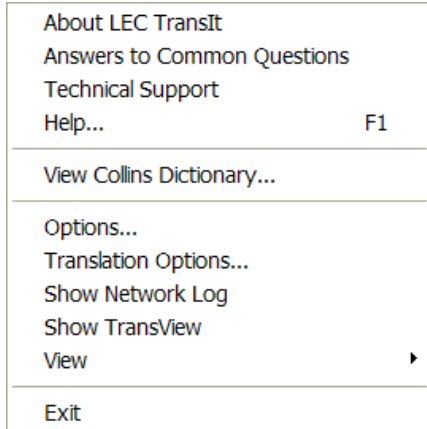 About LEC TransIt
Answers to Common Questions
Technical Support
Help... F1
View Collins Dictionary...
Options...
Translation Options...
Show Network Log
Show TransView
View
Exit